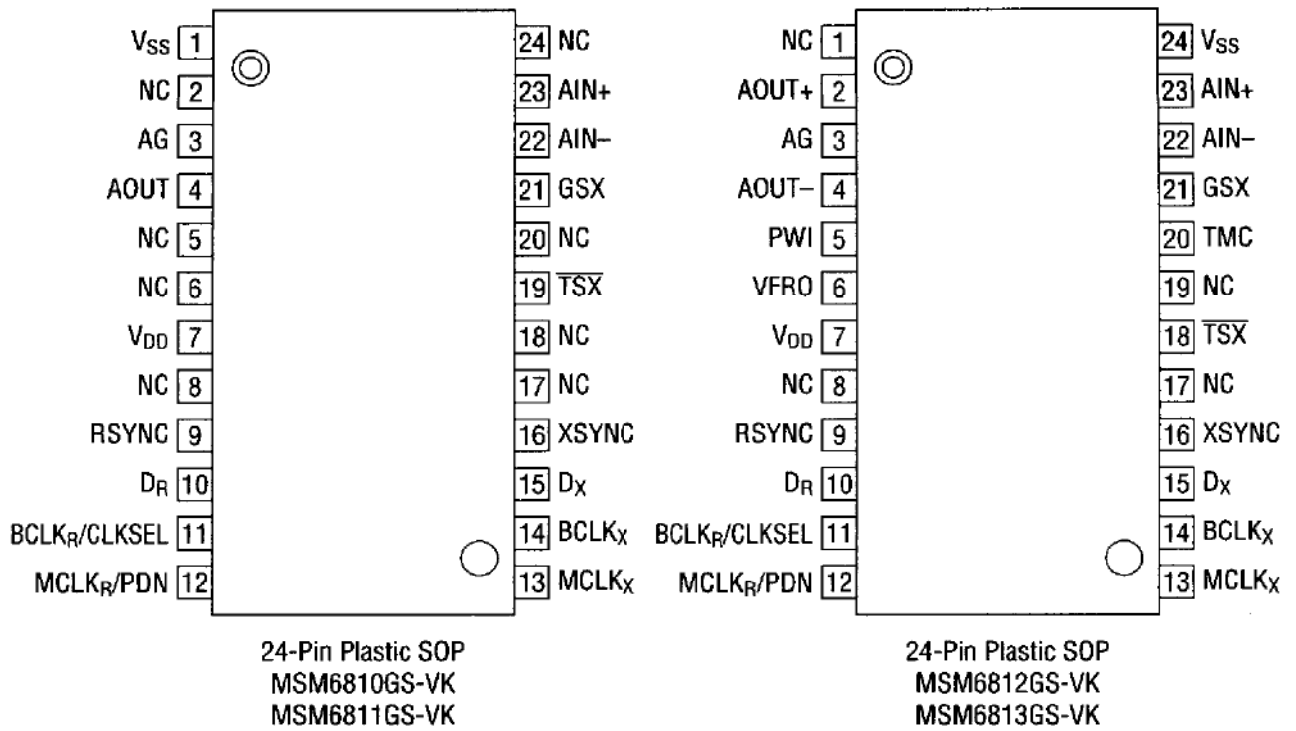 VSS 1 24 NC
NC 2 23 AIN+
AG 3 22 AIN–
AOUT 4 21 GSX
NC 5 20 NC
NC 6 19 TSX
VDD 7 18 NC
NC 8 17 NC
RSYNC 9 16 XSYNC
DR 10 15 DX
BCLKR/CLKSEL 11 14 BCLKX
MCLKR/PDN 12 13 MCLKX
24-Pin Plastic SOP
MSM6810GS-VK
MSM6811GS-VK
NC 1 24 VSS
AOUT+ 2 23 AIN+
AG 3 22 AIN–
AOUT– 4 21 GSX
PWI 5 20 TMC
VFRO 6 19 NC
VDD 7 18 TSX
NC 8 17 NC
RSYNC 9 16 XSYNC
DR 10 15 DX
BCLKR/CLKSEL 11 14 BCLKX
MCLKR/PDN 12 13 MCLKX
24-Pin Plastic SOP
MSM6812GS-VK
MSM6813GS-VK